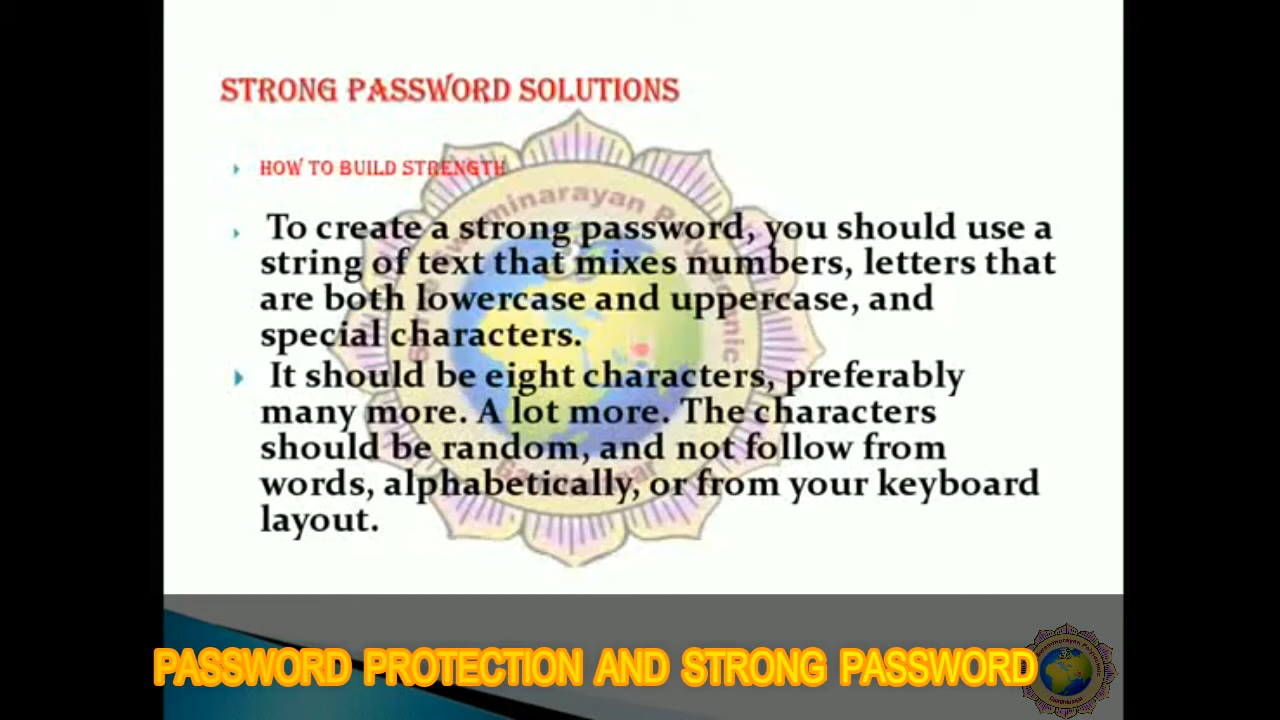 STRONG PASSWORD SOLUTIONS
HOW TO BUILD STRENGTH
To create a strong password, you should use a
string of text that mixes numbers, letters that
are both lowercase and uppercase, and
special characters.
It should be eight characters, preferably
many more. A lot more. The characters
should be random, and not follow from
words, alphabetically, or from your keyboard
layout.
PASSWORD PROTECTION AND STRONG PASSWORD